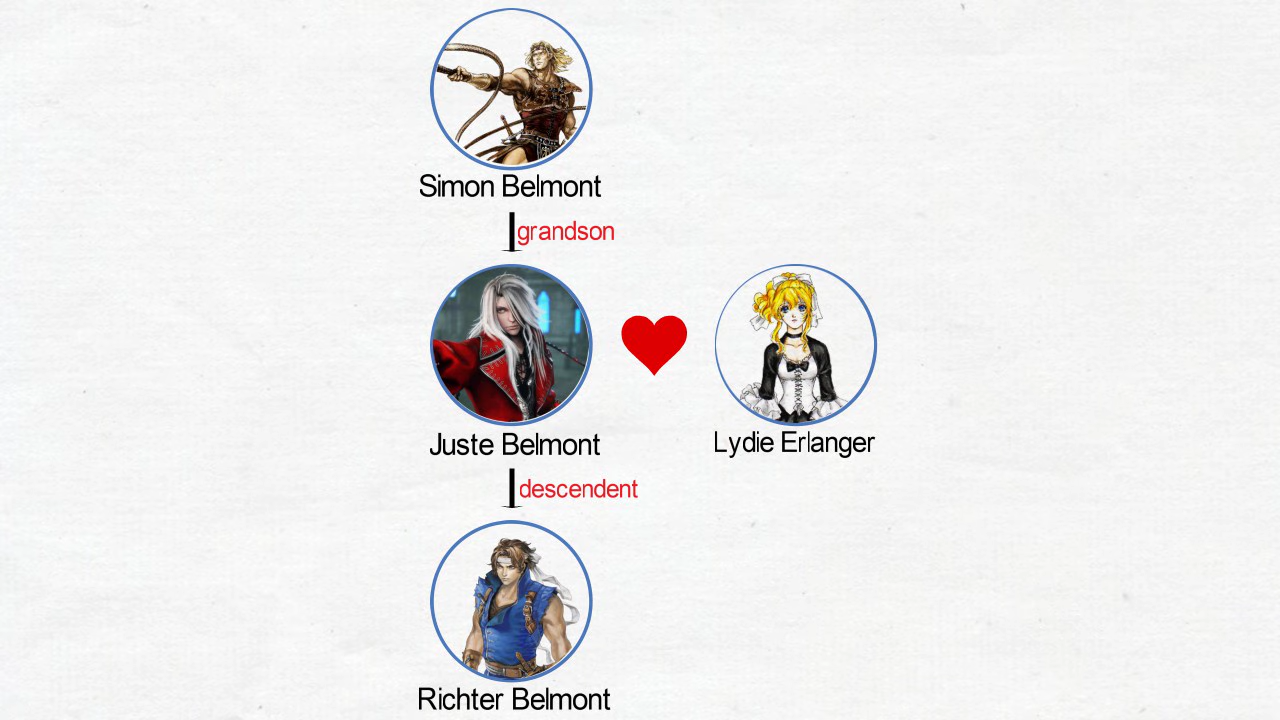 Simon Belmont
grandson
Juste Belmont
Lydie Erlanger
descendent
Richter Belmont